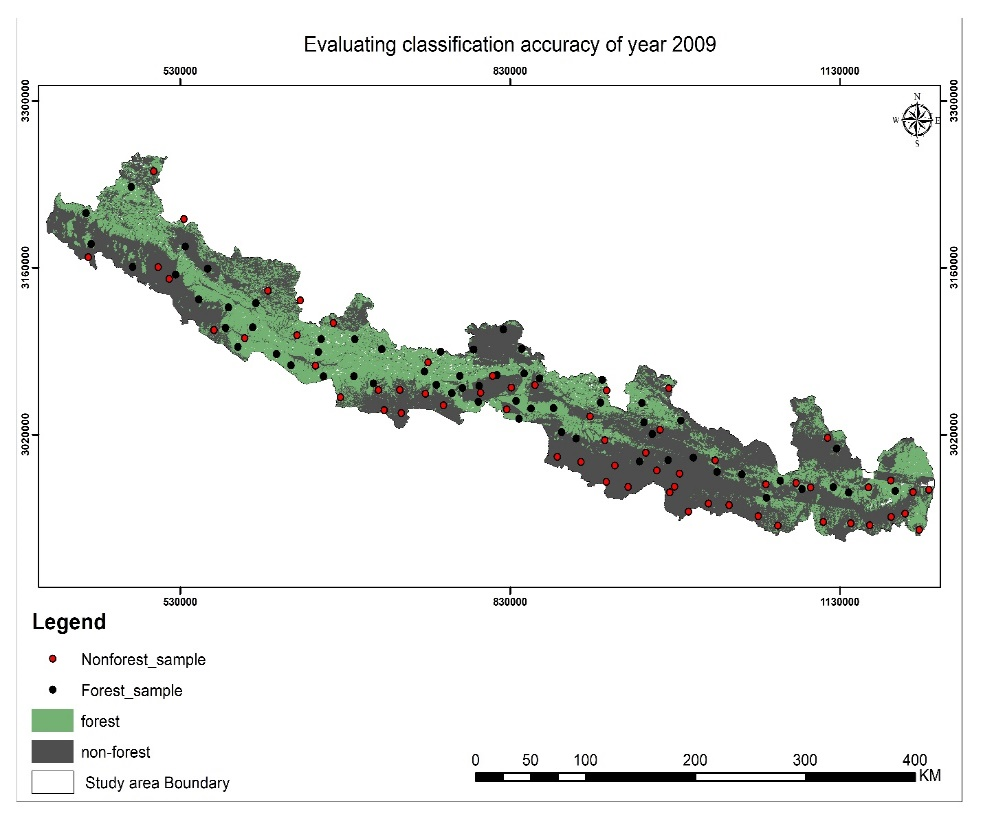 Evaluating classification accuracy of year 2009
530000 830000 1130000
3300000 3300000
N
W E
S
3160000 3160000
3020000 3020000
530000 830000 1130000
Legend
Nonforest_sample
Forest_sample
forest
non-forest
Study area Boundary
0 50 100 200 300 400
KM